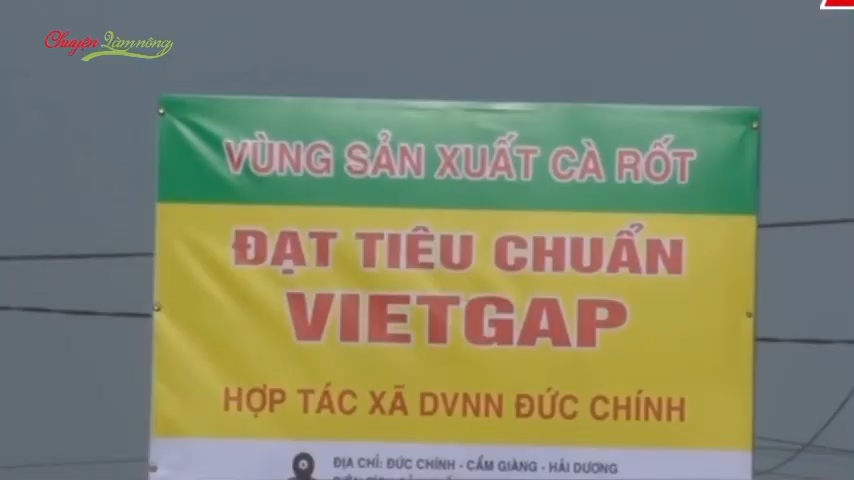 Chuyện Làm nông
VÙNG SẢN XUẤT CÀ RỐT
ĐẠT TIÊU CHUẨN
VIETGAP
HỢP TÁC XÃ DVNN ĐỨC CHÍNH
ĐỊA CHỈ: ĐỨC CHÍNH - CẨM GIÀNG - HẢI DƯƠNG